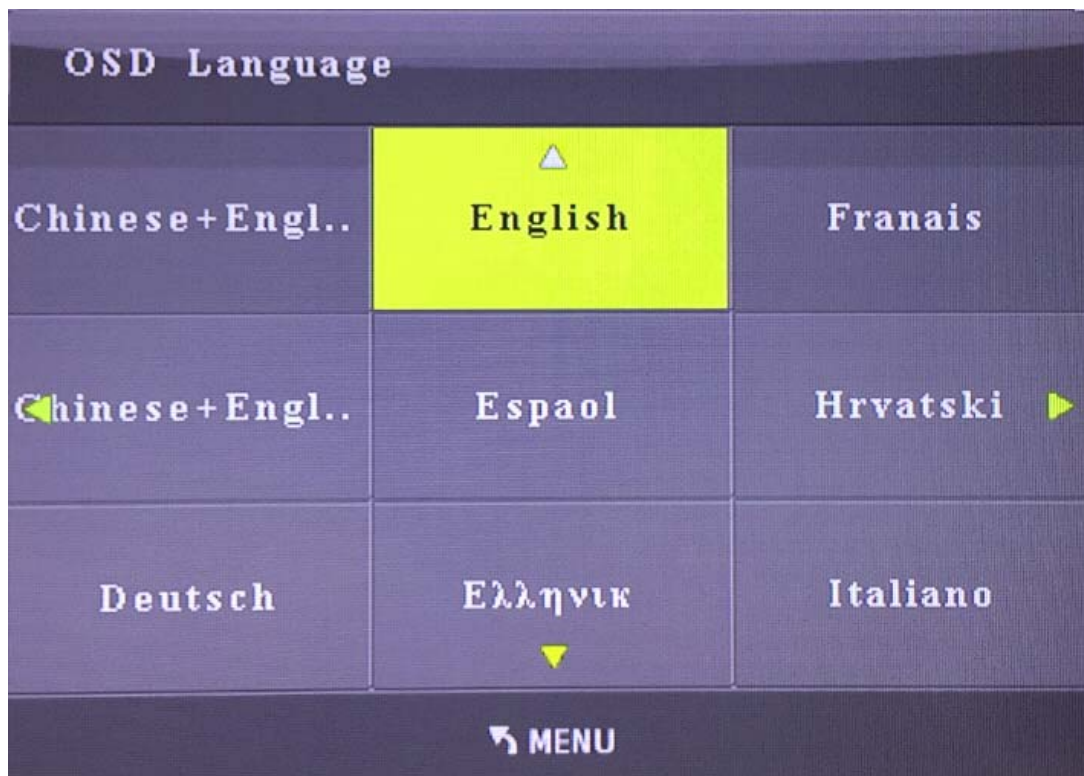 OSD Language
Chinese+Engl.. English Franais
Chinese+Engl.. Espaol Hrvatski
Deutsch Ελληνικ Italiano
MENU